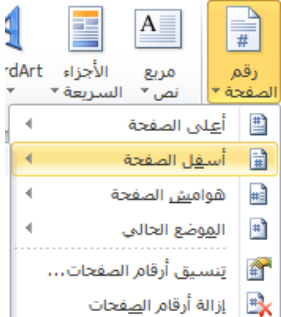 رقم الصفحة
مربع نص
الأجزاء السريعة
rdArt
أعلى الصفحة
أسفل الصفحة
هوامش الصفحة
الموضع الحالي
تنسيق أرقام الصفحات...
إزالة أرقام الصفحات